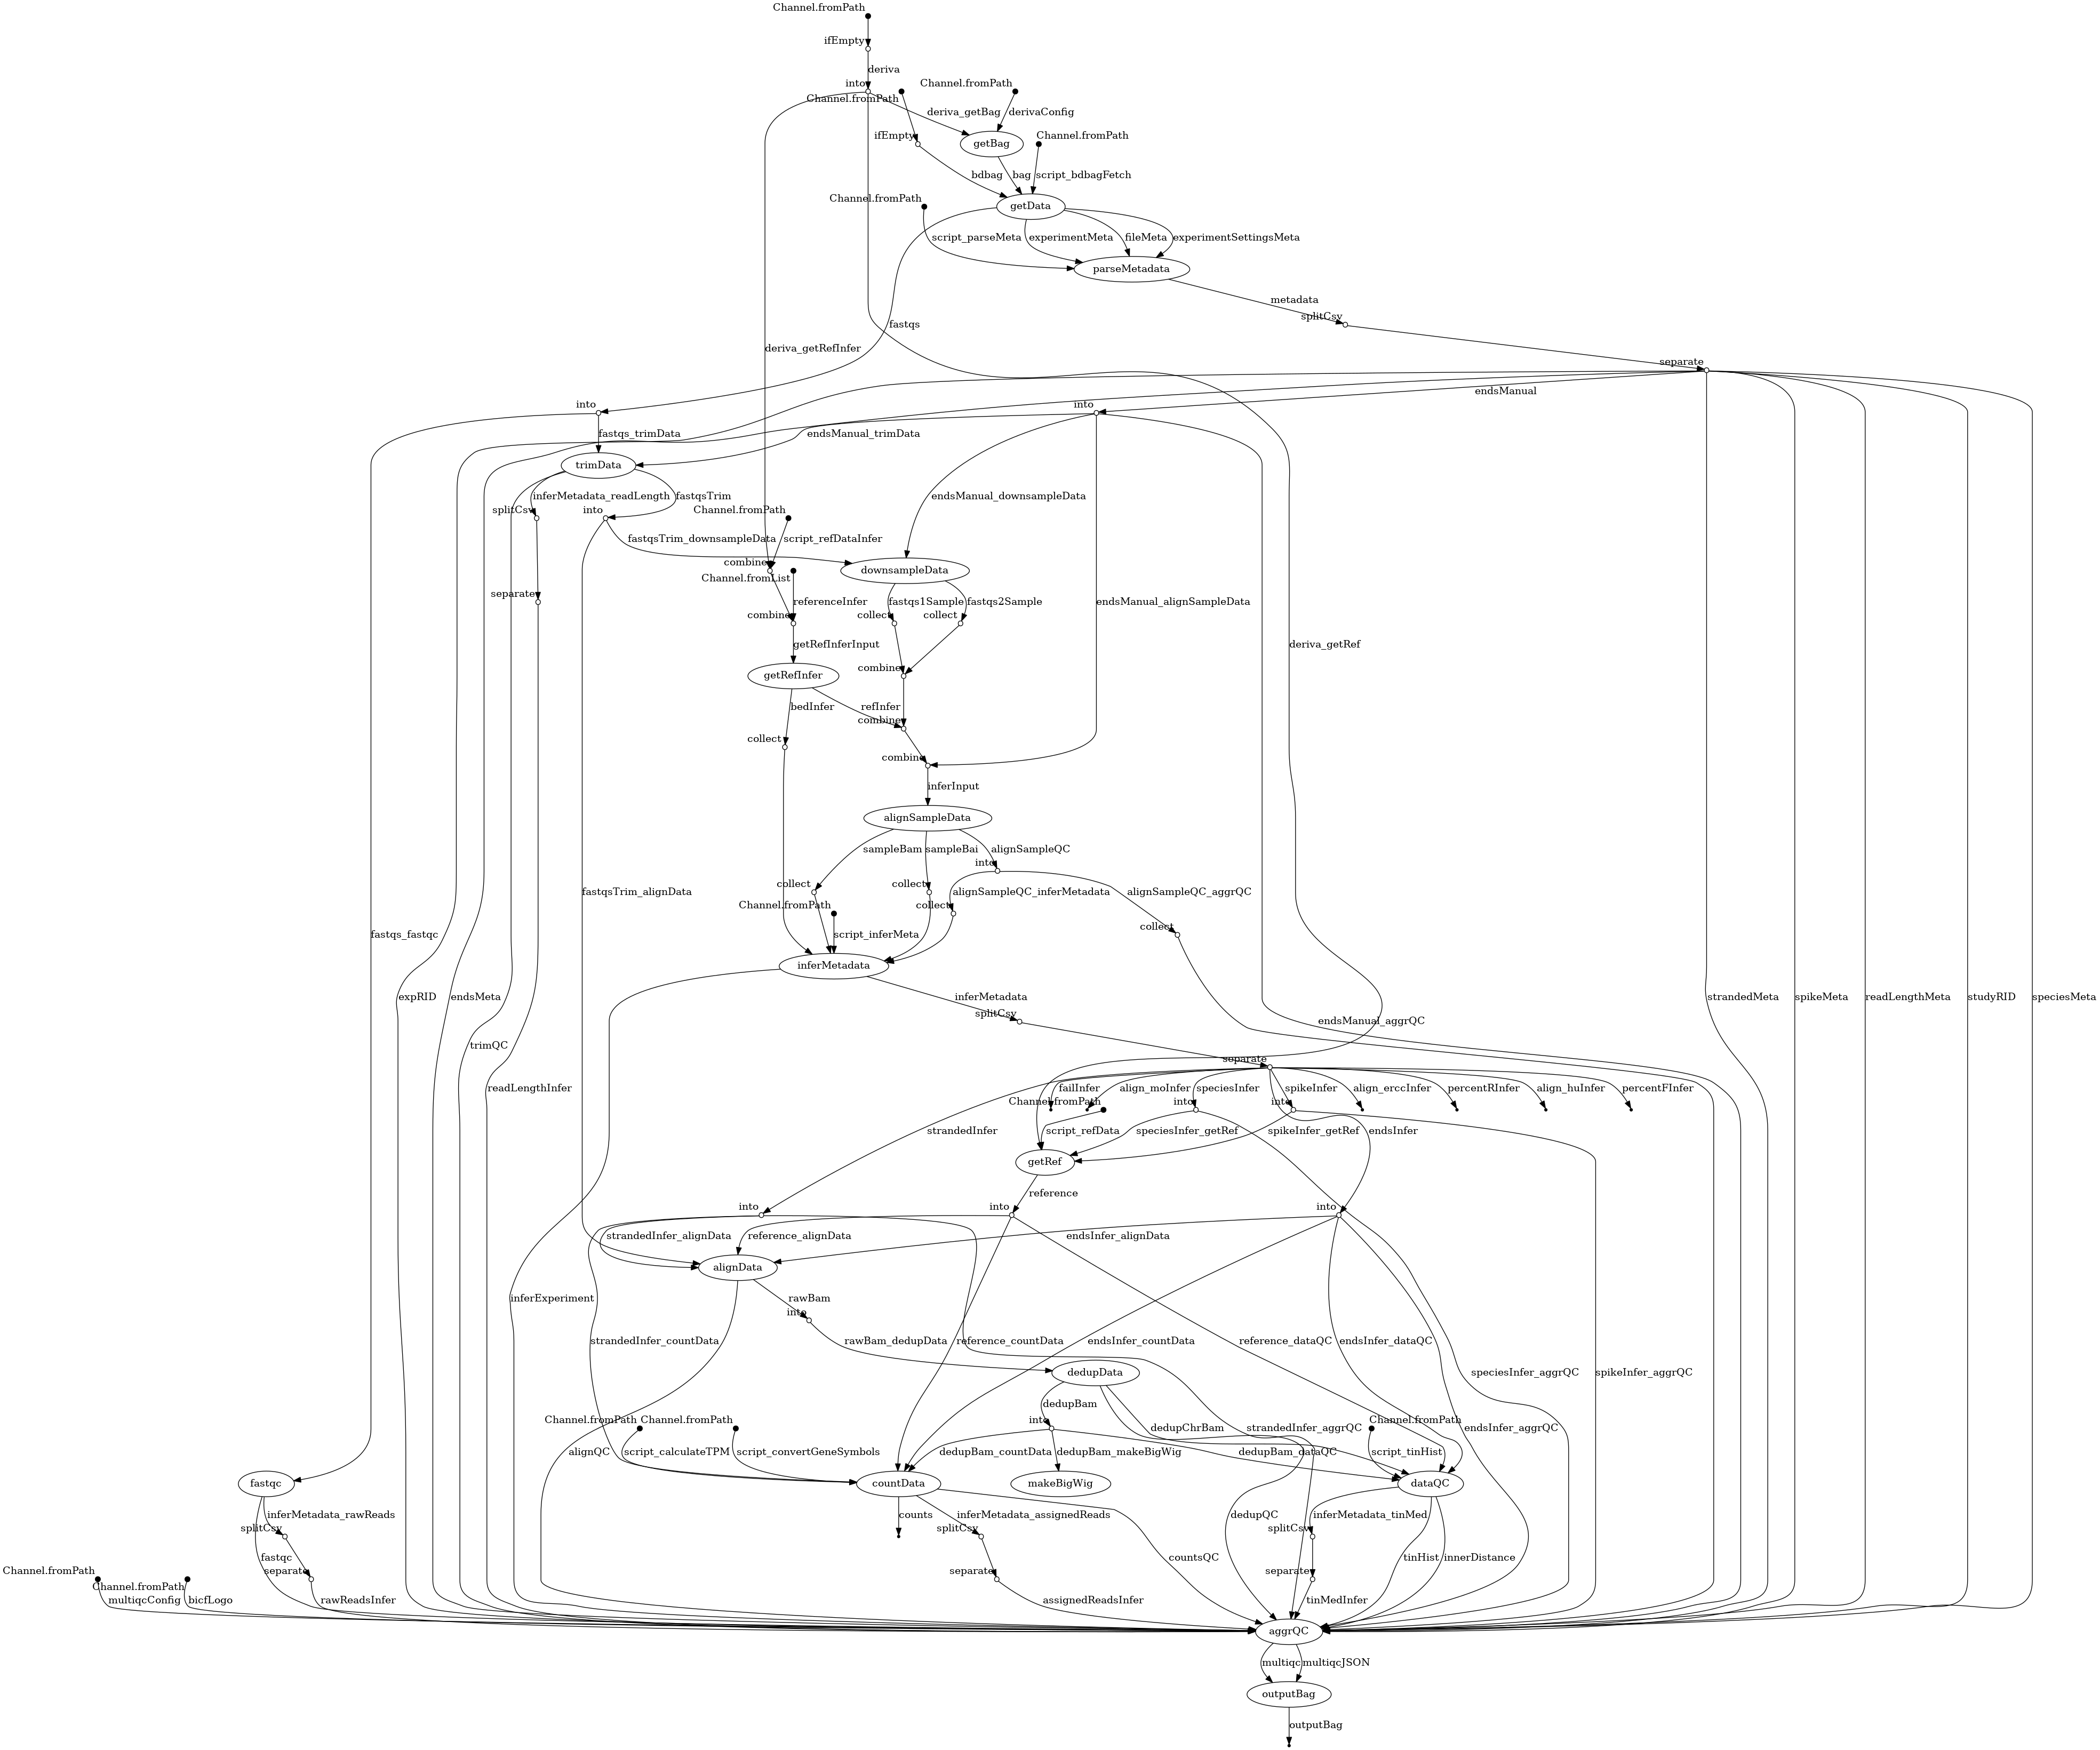 Channel.fromPath
ifEmpty
deriva
into
Channel.fromPath
Channel.fromPath
deriva_getBag
derivaConfig
ifEmpty
getBag
Channel.fromPath
bdbag
bag
script_bdbagFetch
Channel.fromPath
getData
script_parseMeta
experimentMeta
fileMeta
experimentSettingsMeta
parseMetadata
metadata
splitCsv
fastqs
deriva_getRefInfer
separate
endsManual
into
into
fastqs_trimData
endsManual_trimData
trimData
inferMetadata_readLength
fastqsTrim
endsManual_downsampleData
splitCsv
into
Channel.fromPath
fastqsTrim_downsampleData
script_refDataInfer
combine
downsampleData
Channel.fromList
separate
referenceInfer
fastqs1Sample
fastqs2Sample
endsManual_alignSampleData
combine
collect
collect
getRefInferInput
deriva_getRef
combine
getRefInfer
bedInfer
refInfer
combine
collect
combine
inferInput
alignSampleData
sampleBam
sampleBai
alignSampleQC
into
collect
collect
fastqsTrim_alignData
alignSampleQC_inferMetadata
alignSampleQC_aggrQC
Channel.fromPath
collect
collect
fastqs_fastqc
script_inferMeta
inferMetadata
expRID
endsMeta
inferMetadata
strandedMeta
spikeMeta
readLengthMeta
studyRID
speciesMeta
splitCsv
endsManual_aggrQC
trimQC
separate
readLengthInfer
failInfer
align_moInfer
speciesInfer
spikeInfer
align_erccInfer
percentRInfer
align_huInfer
percentFInfer
Channel.fromPath
into
into
strandedInfer
script_refData
speciesInfer_getRef
spikeInfer_getRef
endsInfer
getRef
reference
into
into
into
strandedInfer_alignData
reference_alignData
endsInfer_alignData
alignData
inferExperiment
rawBam
into
strandedInfer_countData
rawBam_dedupData
reference_countData
endsInfer_countData
reference_dataQC
endsInfer_dataQC
dedupData
speciesInfer_aggrQC
spikeInfer_aggrQC
dedupBam
Channel.fromPath
Channel.fromPath
into
dedupChrBam
strandedInfer_aggrQC
Channel.fromPath
endsInfer_aggrQC
alignQC
script_calculateTPM
script_convertGeneSymbols
dedupBam_countData
dedupBam_makeBigWig
dedupBam_dataQC
script_tinHist
fastqc
countData
makeBigWig
dataQC
inferMetadata_rawReads
counts
inferMetadata_assignedReads
dedupQC
inferMetadata_tinMed
splitCsv
splitCsv
splitCsv
fastqc
countsQC
tinHist
innerDistance
Channel.fromPath
separate
separate
separate
Channel.fromPath
multiqcConfig
bicfLogo
rawReadsInfer
assignedReadsInfer
tinMedInfer
aggrQC
multiqc
multiqcJSON
outputBag
outputBag